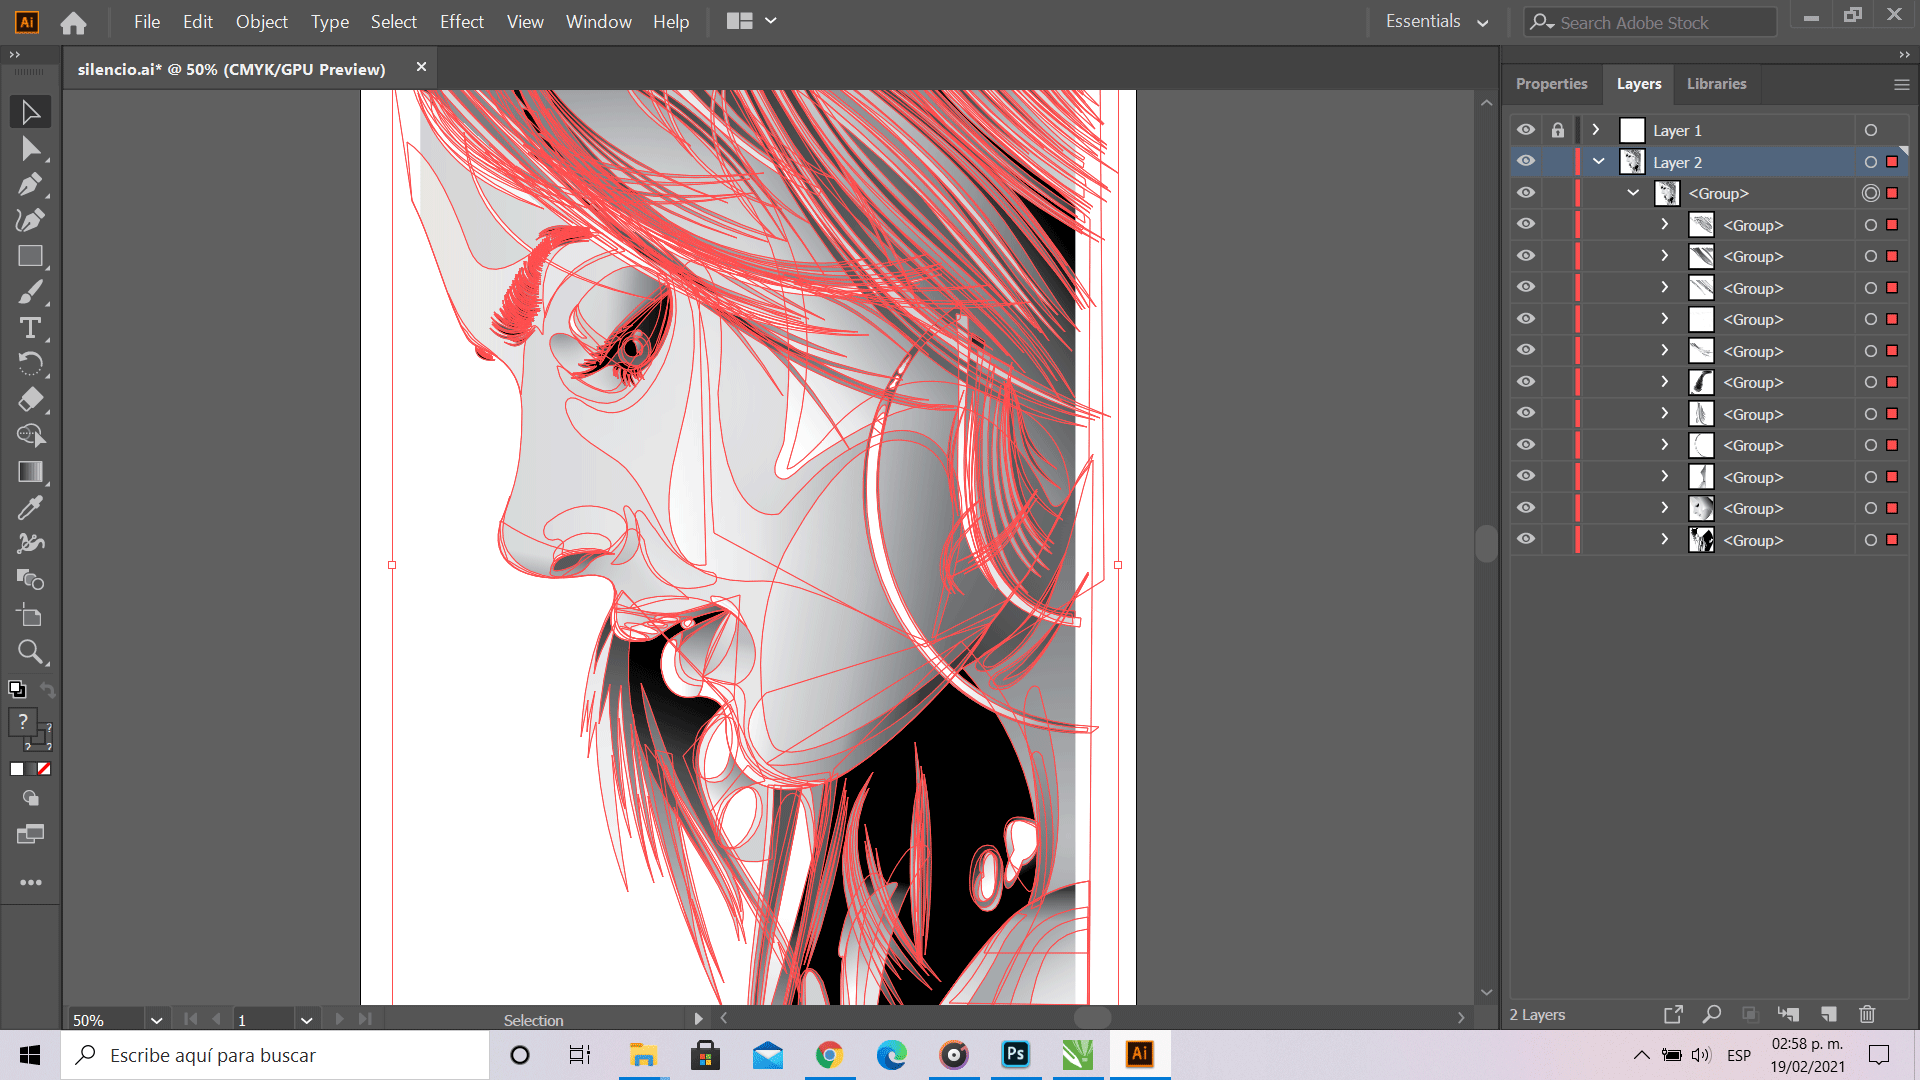 Ai File Edit Object Type Select Effect View Window Help Essentials Search Adobe Stock
silencio.ai* @ 50% (CMYK/GPU Preview)
Properties Layers Libraries
Layer 1
Layer 2
<Group>
<Group>
<Group>
<Group>
<Group>
<Group>
<Group>
<Group>
<Group>
<Group>
<Group>
<Group>
T
?
?
?
?
50% 1 Selection
2 Layers
Escribe aquí para buscar
Ps
Ai
ESP
02:58 p. m.
19/02/2021